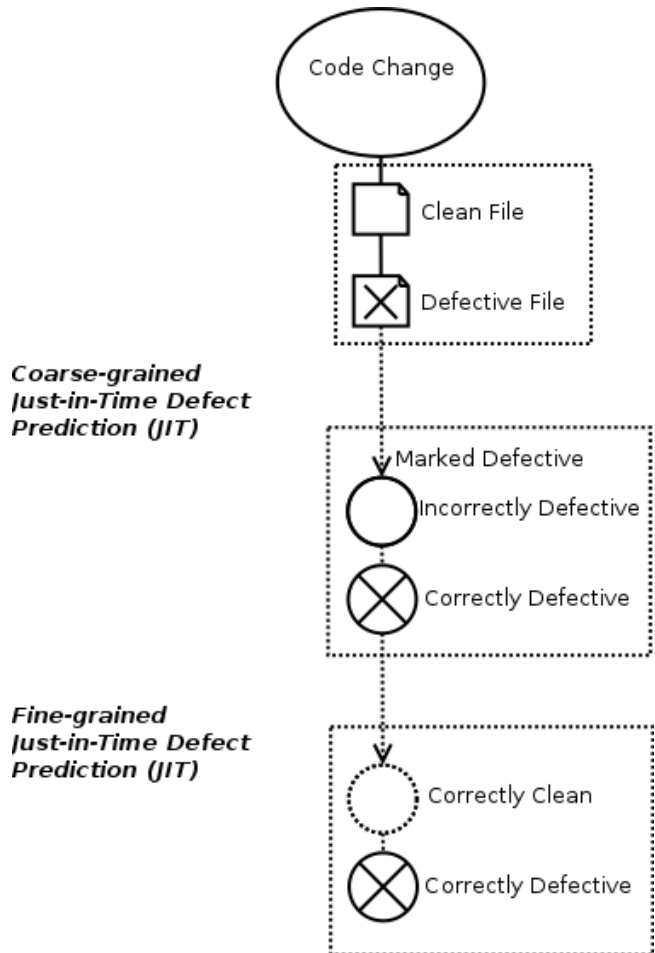 Code Change
Clean File
Defective File
Coarse-grained
Just-in-Time Defect
Prediction (JIT)
Marked Defective
Incorrectly Defective
Correctly Defective
Fine-grained
Just-in-Time Defect
Prediction (JIT)
Correctly Clean
Correctly Defective